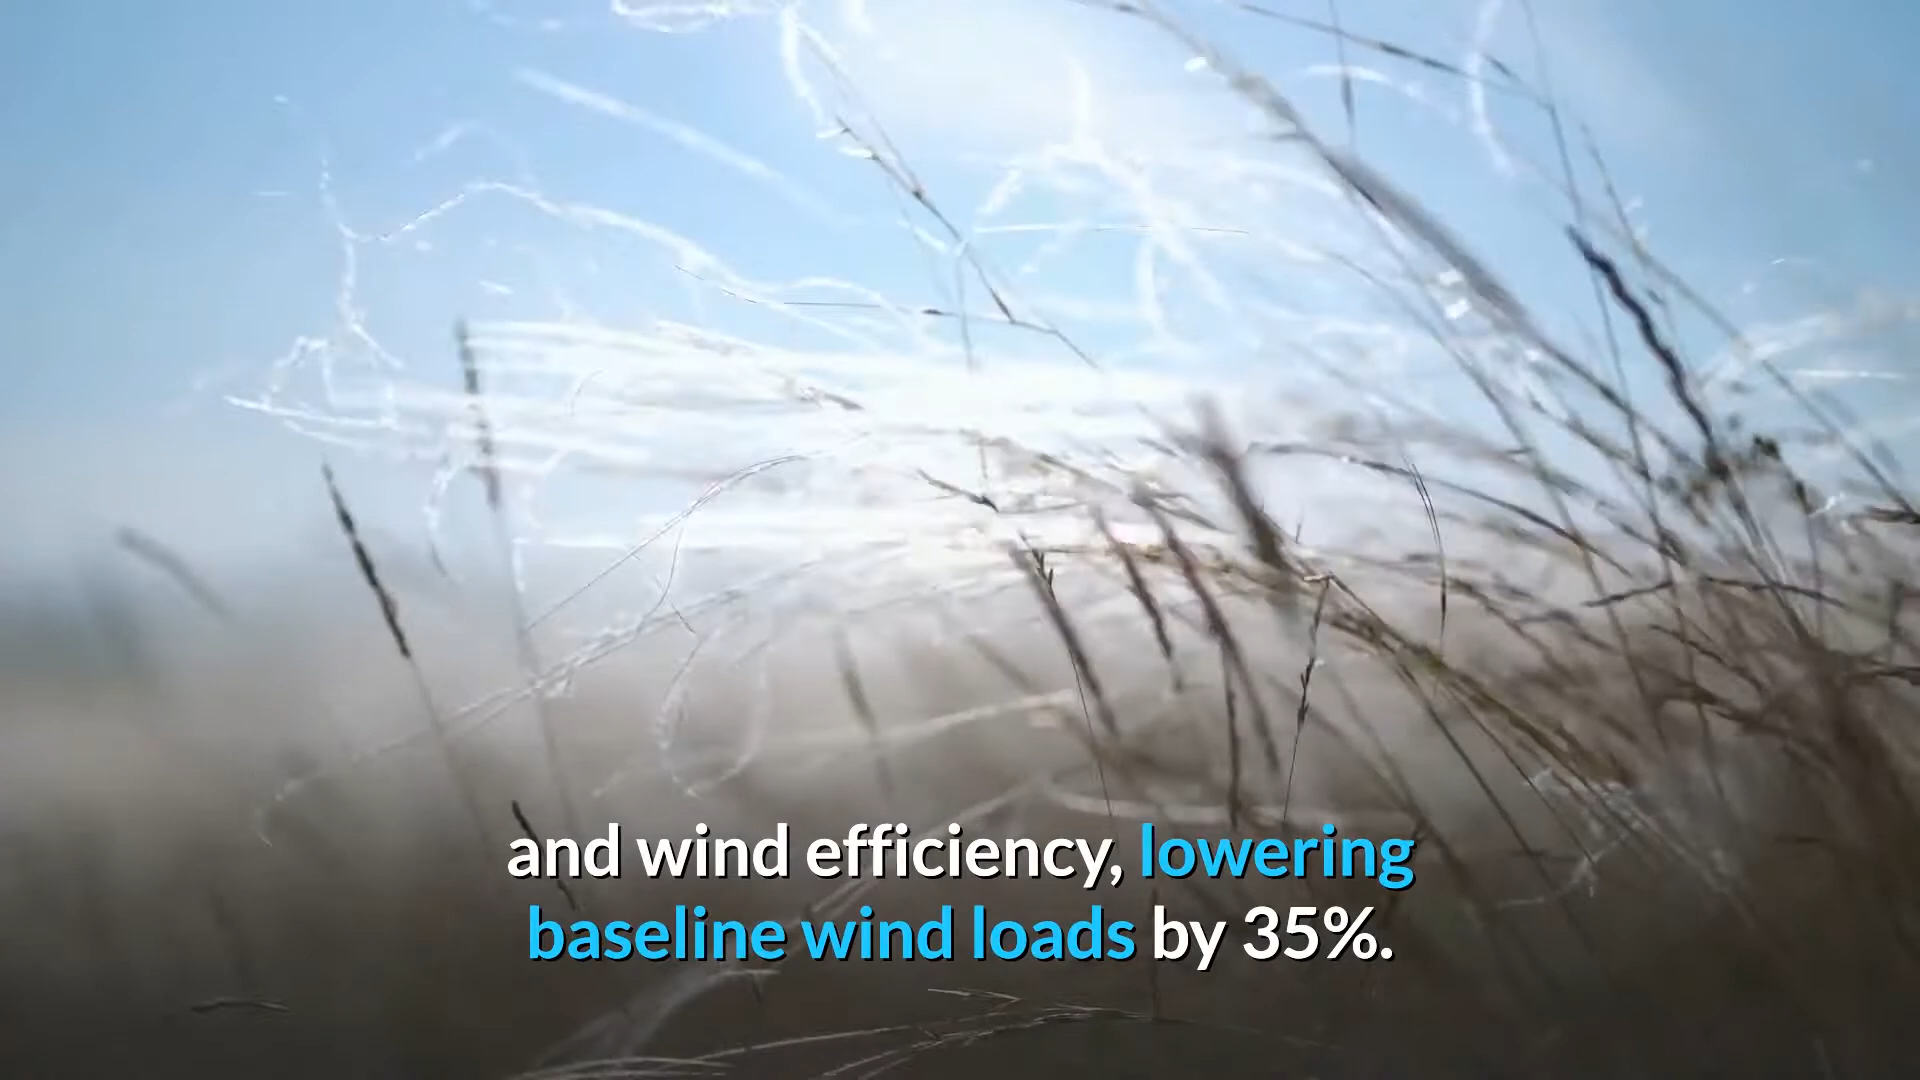 and wind efficiency, lowering
baseline wind loads by 35%.